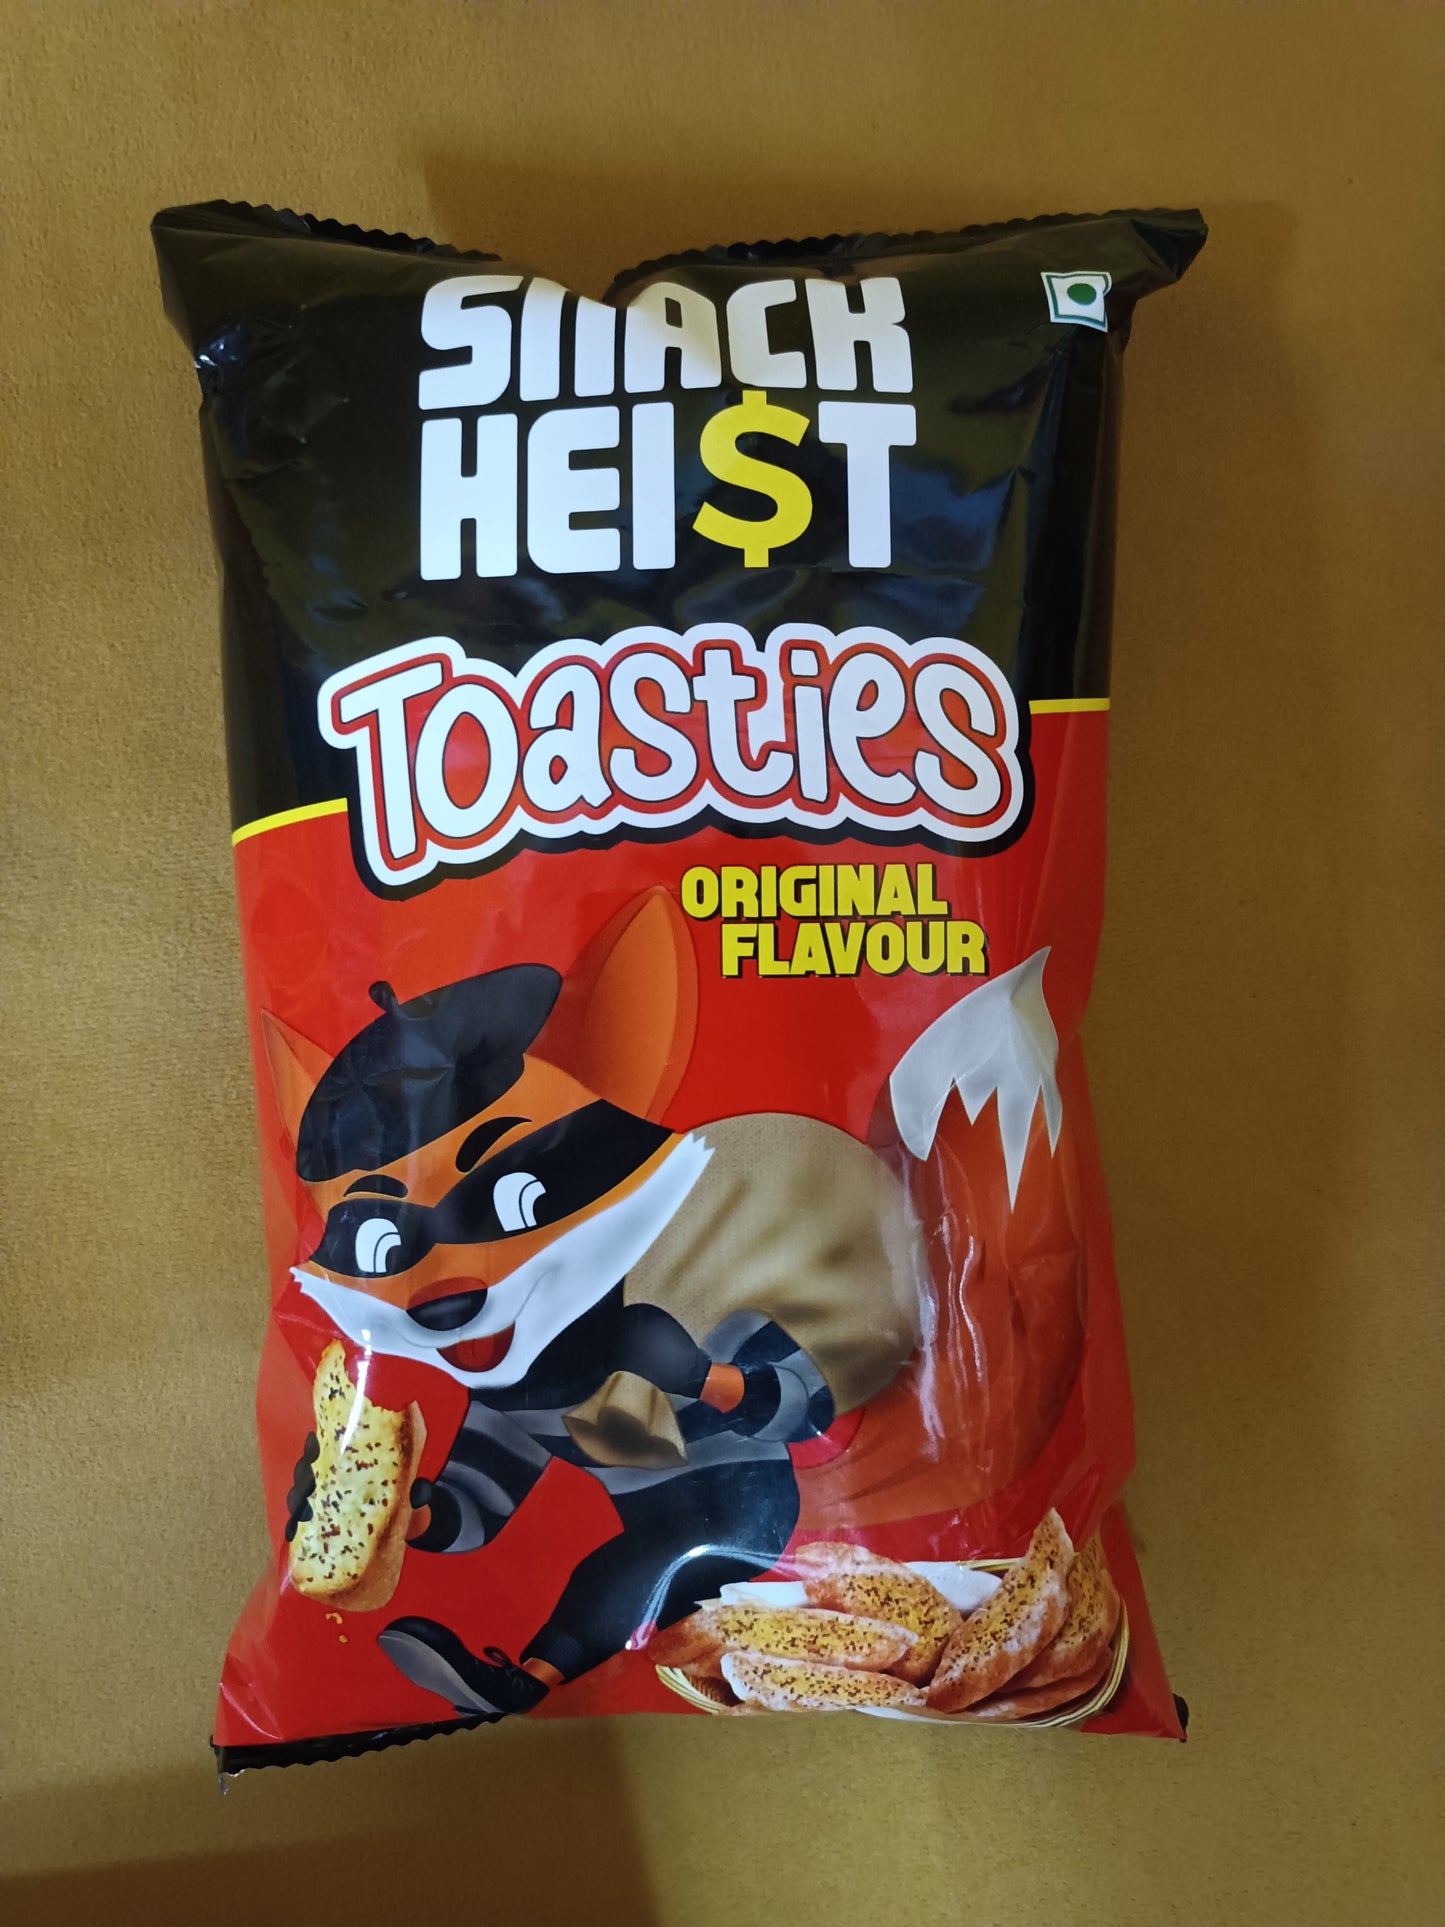 SNACK
HEI$T
Toasties
ORIGINAL
FLAVOUR